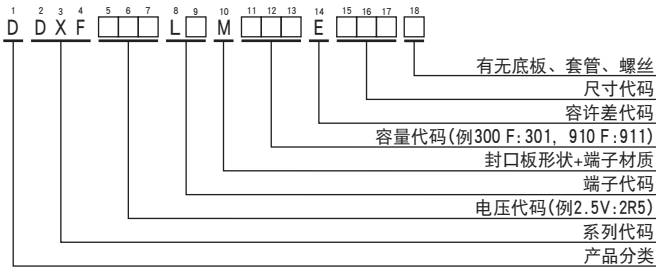 1 2 3 4 5 6 7 8 9 10 11 12 13 14 15 16 17 18
D DXF□□□ L□ M□□□ E□□□□
有无底板、套管、螺丝
尺寸代码
容许差代码
容量代码(例300 F:301, 910 F:911)
封口板形状+端子材质
端子代码
电压代码(例2.5V:2R5)
系列代码
产品分类